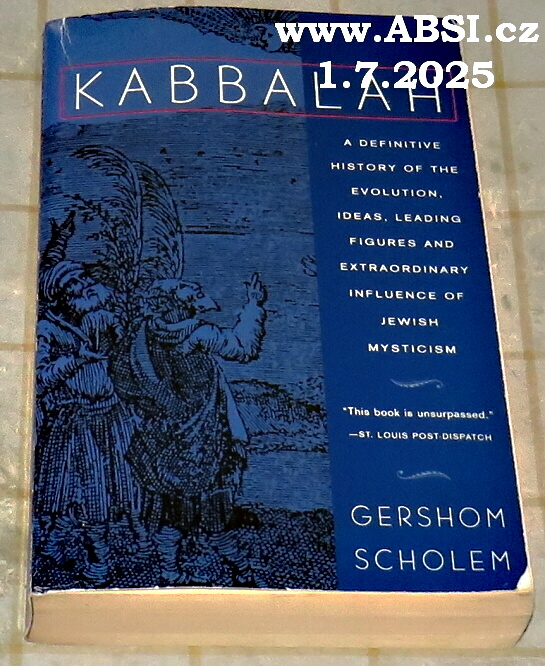 www.ABSI.cz
1.7.2025
KABBALAH
A DEFINITIVE
HISTORY OF THE
EVOLUTION,
IDEAS, LEADING
FIGURES AND
EXTRAORDINARY
INFLUENCE OF
JEWISH
MYSTICISM
"This book is unsurpassed."
—ST. LOUIS POST-DISPATCH
GERSHOM
SCHOLEM